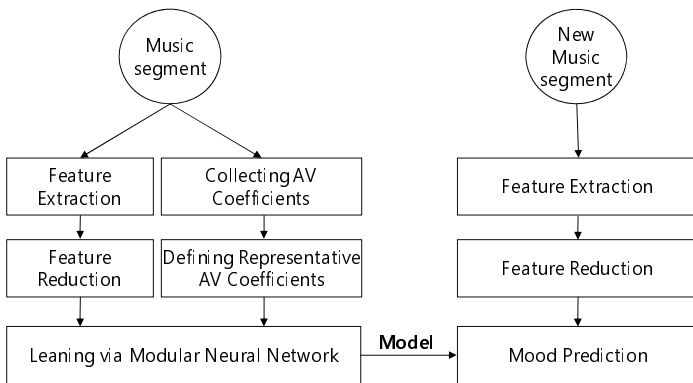 Music
segment
New
Music
segment
Feature
Extraction
Collecting AV
Coefficients
Feature Extraction
Feature
Reduction
Defining Representative
AV Coefficients
Feature Reduction
Leaning via Modular Neural Network
Model
Mood Prediction